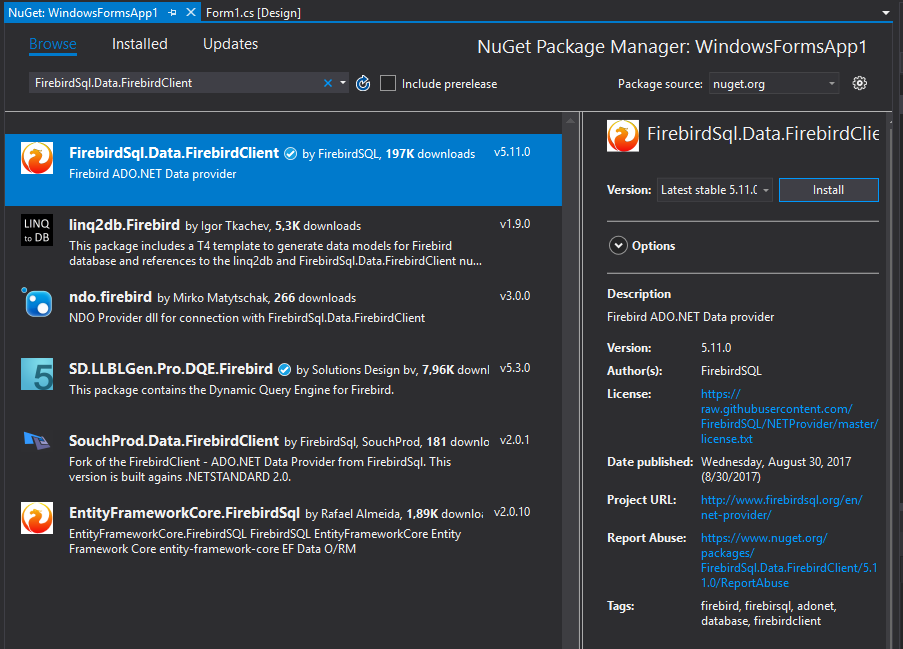 NuGet: WindowsFormsApp1
Form1.cs [Design]
Browse
Installed
Updates
NuGet Package Manager: WindowsFormsApp1
FirebirdSql.Data.FirebirdClient
Include prerelease
Package source: nuget.org
FirebirdSql.Data.FirebirdClient by FirebirdSQL, 197K downloads v5.11.0
Firebird ADO.NET Data provider
LINQ
to DB
linq2db.Firebird by Igor Tkachev, 5,3K downloads v1.9.0
This package includes a T4 template to generate data models for Firebird
database and references to the linq2db and FirebirdSql.Data.FirebirdClient nu...
ndo.firebird by Mirko Matytschak, 266 downloads v3.0.0
NDO Provider dll for connection with FirebirdSql.Data.FirebirdClient
5
SD.LLBLGen.Pro.DQE.Firebird by Solutions Design bv, 7,96K downl v5.3.0
This package contains the Dynamic Query Engine for Firebird.
SouchProd.Data.FirebirdClient by FirebirdSql, SouchProd, 181 downlo v2.0.1
Fork of the FirebirdClient - ADO.NET Data Provider from FirebirdSql. This
version is built agains .NETSTANDARD 2.0.
EntityFrameworkCore.FirebirdSql by Rafael Almeida, 1,89K downloa v2.0.10
EntityFrameworkCore.FirebirdSQL FirebirdSQL EntityFrameworkCore Entity
Framework Core entity-framework-core EF Data O/RM
FirebirdSql.Data.FirebirdClie
Version: Latest stable 5.11.0 Install
Options
Description
Firebird ADO.NET Data provider
Version: 5.11.0
Author(s): FirebirdSQL
License: https://
raw.githubusercontent.com/
FirebirdSQL/NETProvider/master/
license.txt
Date published: Wednesday, August 30, 2017
(8/30/2017)
Project URL: http://www.firebirdsql.org/en/
net-provider/
Report Abuse: https://www.nuget.org/
packages/
FirebirdSql.Data.FirebirdClient/5.1
1.0/ReportAbuse
Tags: firebird, firebirsql, adonet,
database, firebirdclient